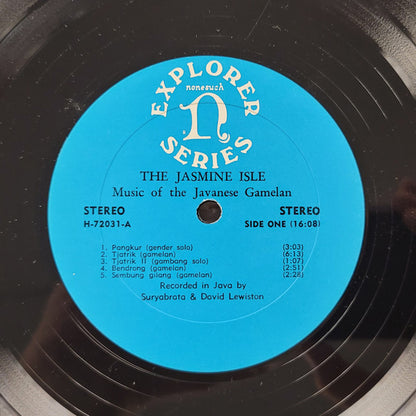 EXPLORER
nonesuch
n
SERIES
THE JASMINE ISLE
Music of the Javanese Gamelan
STEREO STEREO
H-72031-A SIDE ONE (16:08)
1. Pangkur (gender solo) (3:03)
2. Tjatrik (gamelan) (6:13)
3. Tjatrik II (gambang solo) (1:07)
4. Bendrong (gamelan) (2:51)
5. Sembung gilang (gamelan) (2:28)
Recorded in Java by
Suryabrata & David Lewiston